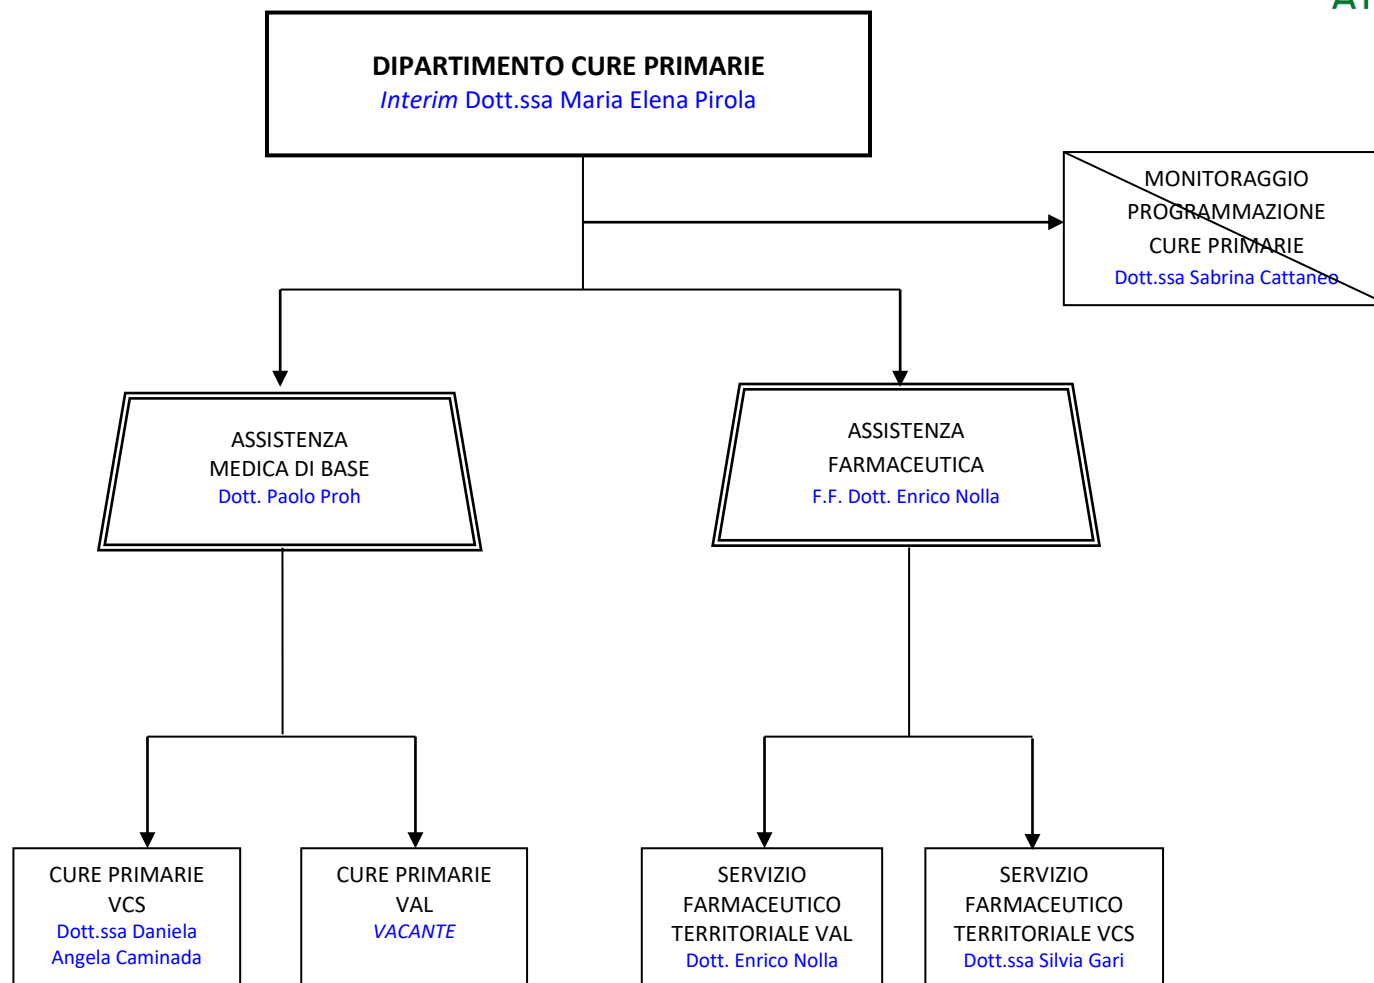 DIPARTIMENTO CURE PRIMARIE
Interim Dott.ssa Maria Elena Pirola
MONITORAGGIO
PROGRAMMAZIONE
CURE PRIMARIE
Dott.ssa Sabrina Cattaneo
ASSISTENZA
MEDICA DI BASE
Dott. Paolo Proh
ASSISTENZA
FARMACEUTICA
F.F. Dott. Enrico Nolla
CURE PRIMARIE
VCS
Dott.ssa Daniela
Angela Caminada
CURE PRIMARIE
VAL
VACANTE
SERVIZIO
FARMACEUTICO
TERRITORIALE VAL
Dott. Enrico Nolla
SERVIZIO
FARMACEUTICO
TERRITORIALE VCS
Dott.ssa Silvia Gari